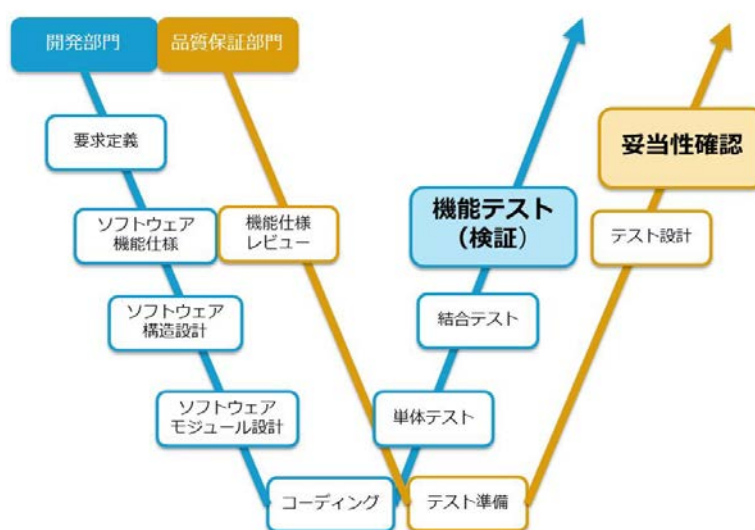 開発部門
品質保証部門
要求定義
妥当性確認
ソフトウェア
機能仕様
機能仕様
レビュー
機能テスト
（検証）
テスト設計
ソフトウェア
構造設計
結合テスト
ソフトウェア
モジュール設計
単体テスト
コーディング
テスト準備